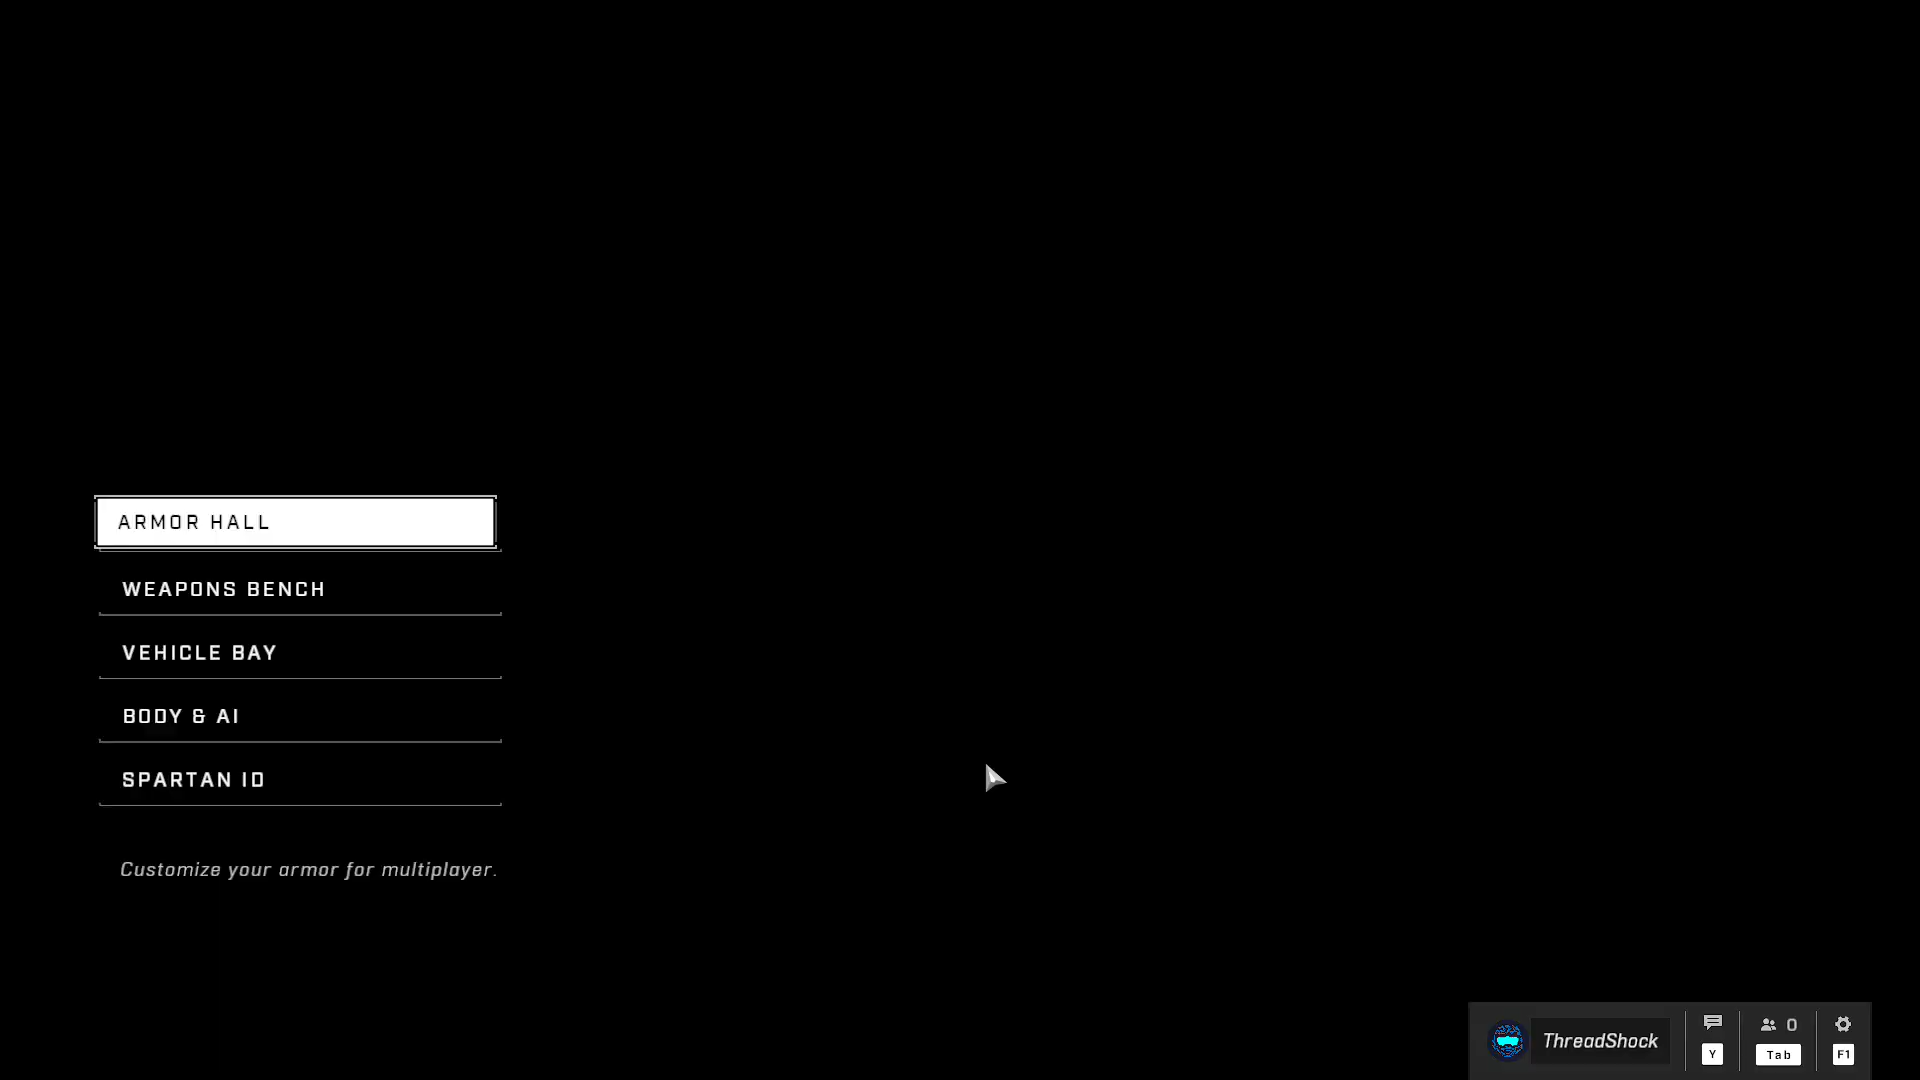 ARMOR HALL
WEAPONS BENCH
VEHICLE BAY
BODY & AI
SPARTAN ID
Customize your armor for multiplayer.
ThreadShock
0
Y
Tab
F1